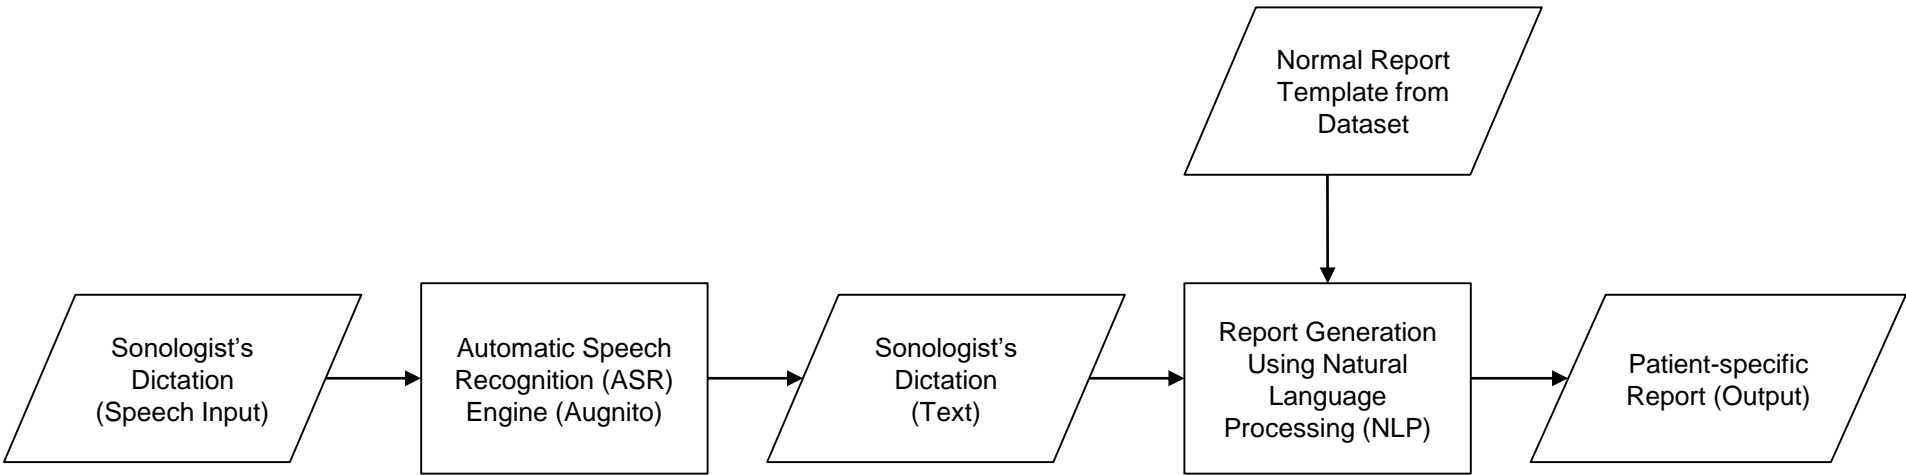 Normal Report
Template from
Dataset
Sonologist’s
Dictation
(Speech Input)
Automatic Speech
Recognition (ASR)
Engine (Augnito)
Sonologist’s
Dictation
(Text)
Report Generation
Using Natural
Language
Processing (NLP)
Patient-specific
Report (Output)